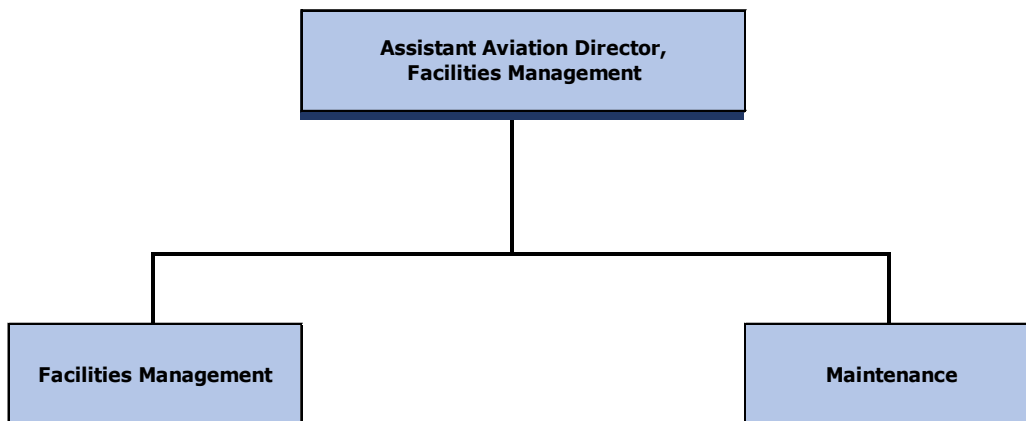 Assistant Aviation Director,
Facilities Management
Facilities Management
Maintenance